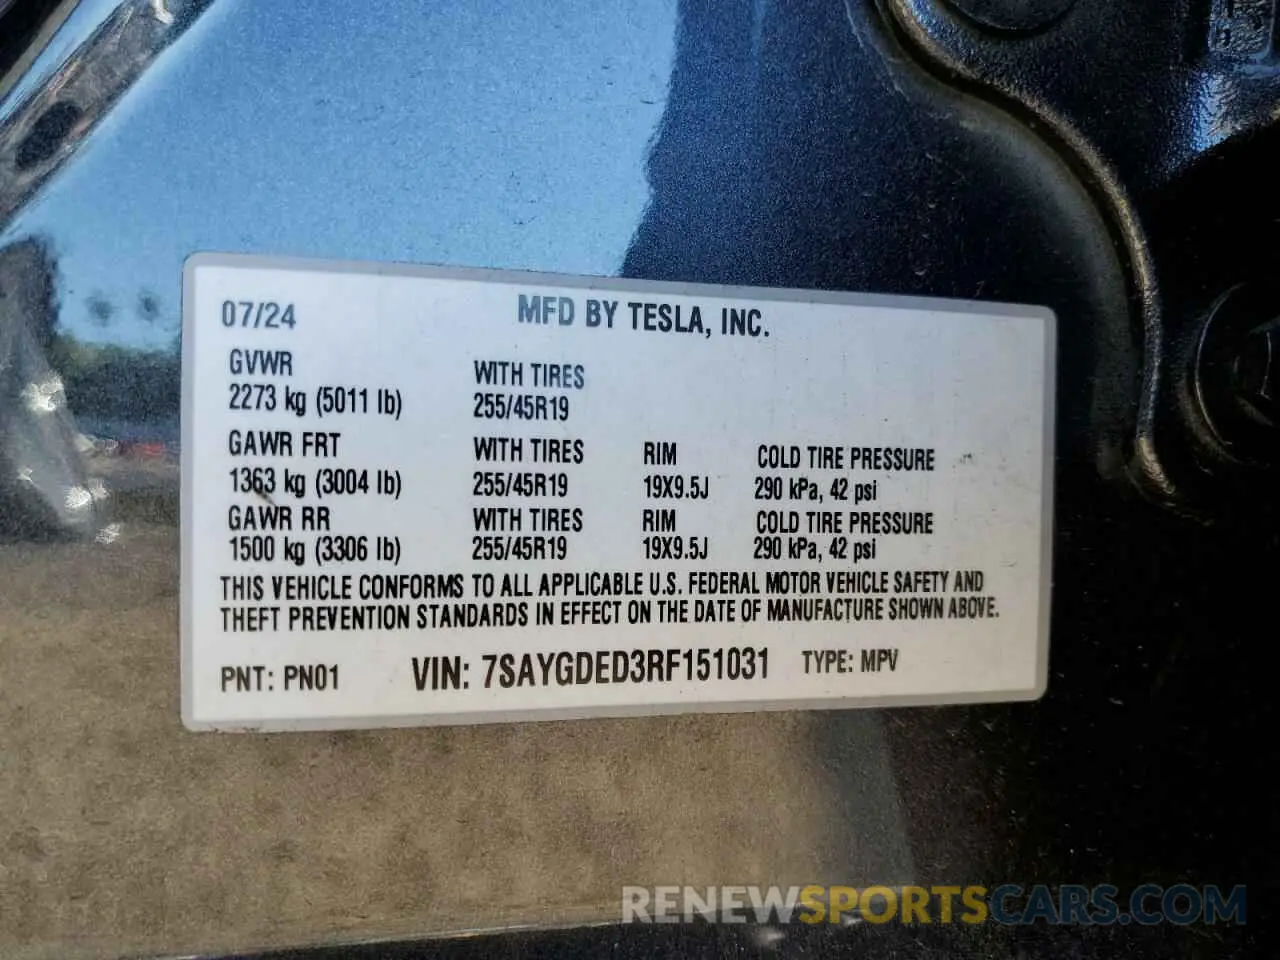 07/24 MFD BY TESLA, INC.
GVWR WITH TIRES
2273 kg (5011 lb) 255/45R19
GAWR FRT WITH TIRES RIM COLD TIRE PRESSURE
1363 kg (3004 lb) 255/45R19 19X9.5J 290 kPa, 42 psi
GAWR RR WITH TIRES RIM COLD TIRE PRESSURE
1500 kg (3306 lb) 255/45R19 19X9.5J 290 kPa, 42 psi
THIS VEHICLE CONFORMS TO ALL APPLICABLE U.S. FEDERAL MOTOR VEHICLE SAFETY AND
THEFT PREVENTION STANDARDS IN EFFECT ON THE DATE OF MANUFACTURE SHOWN ABOVE.
PNT: PN01 VIN: 7SAYGDED3RF151031 TYPE: MPV
RENEWSPORTSCARS.COM